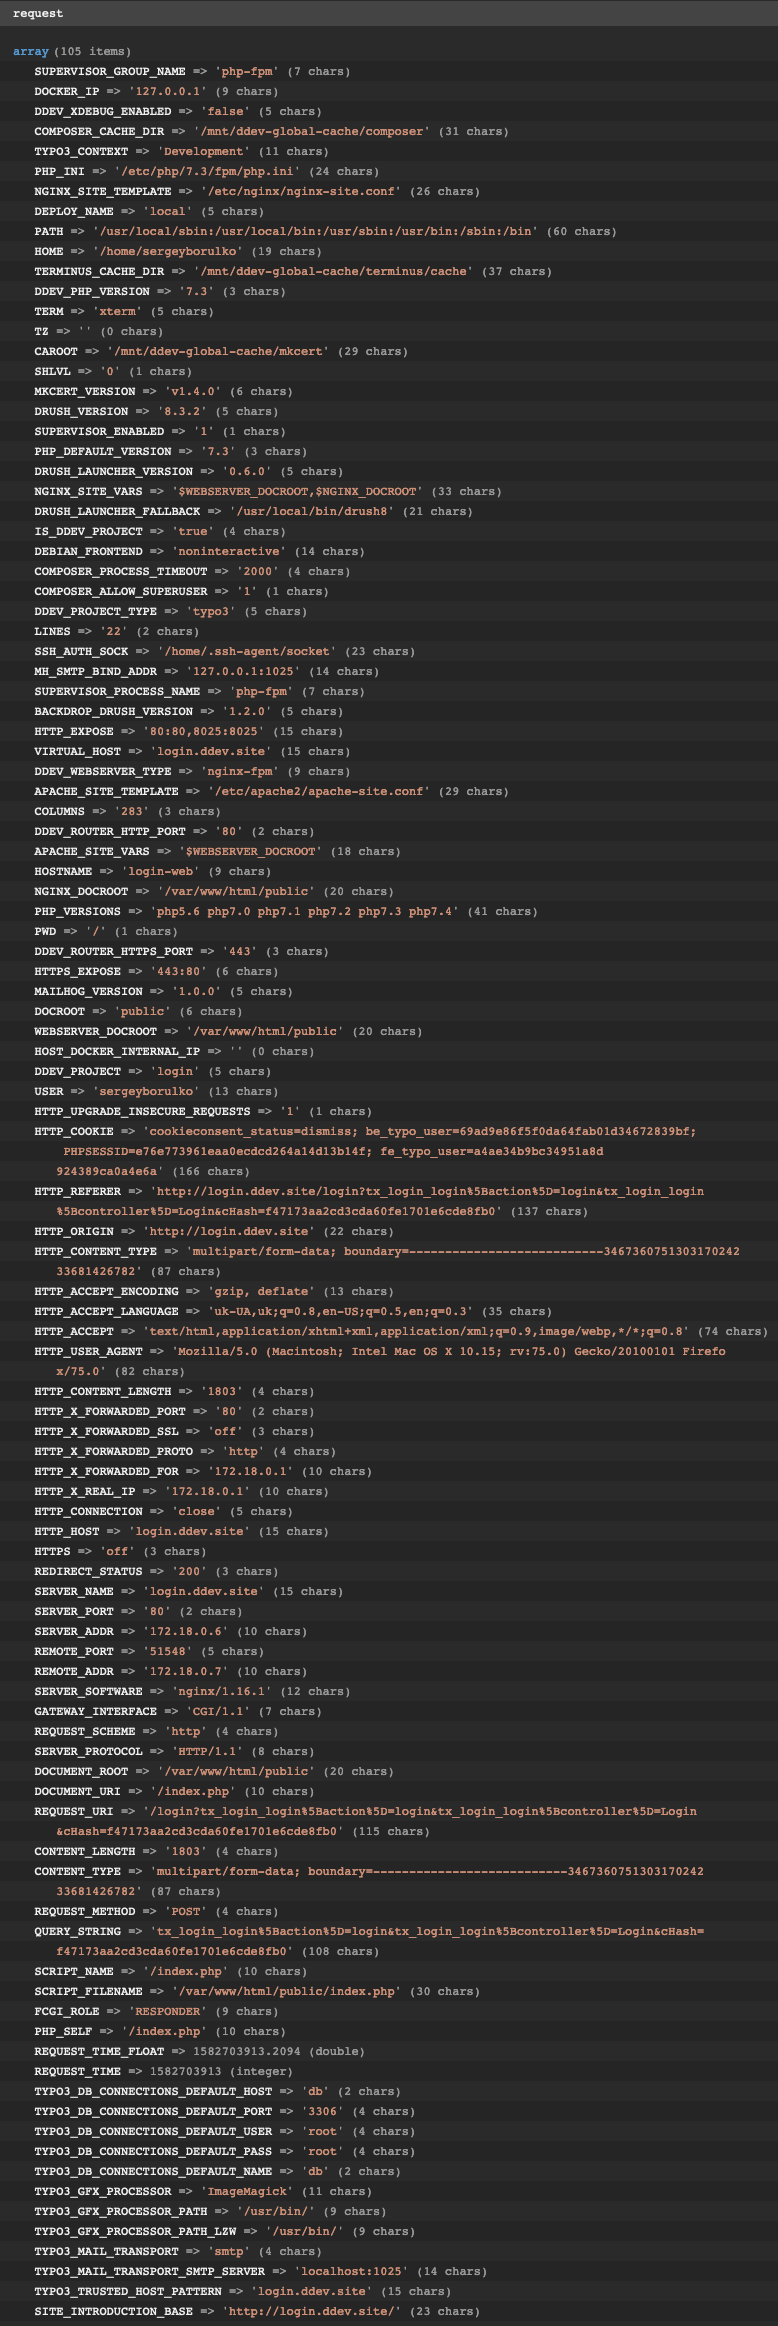 request
array (105 items)
SUPERVISOR_GROUP_NAME => 'php-fpm' (7 chars)
DOCKER_IP => '127.0.0.1' (9 chars)
DDEV_XDEBUG_ENABLED => 'false' (5 chars)
COMPOSER_CACHE_DIR => '/mnt/ddev-global-cache/composer' (31 chars)
TYPO3_CONTEXT => 'Development' (11 chars)
PHP_INI => '/etc/php/7.3/fpm/php.ini' (24 chars)
NGINX_SITE_TEMPLATE => '/etc/nginx/nginx-site.conf' (26 chars)
DEPLOY_NAME => 'local' (5 chars)
PATH => '/usr/local/sbin:/usr/local/bin:/usr/sbin:/usr/bin:/sbin:/bin' (60 chars)
HOME => '/home/sergeyborulko' (19 chars)
TERMINUS_CACHE_DIR => '/mnt/ddev-global-cache/terminus/cache' (37 chars)
DDEV_PHP_VERSION => '7.3' (3 chars)
TERM => 'xterm' (5 chars)
TZ => '' (0 chars)
CAROOT => '/mnt/ddev-global-cache/mkcert' (29 chars)
SHLVL => '0' (1 chars)
MKCERT_VERSION => 'v1.4.0' (6 chars)
DRUSH_VERSION => '8.3.2' (5 chars)
SUPERVISOR_ENABLED => '1' (1 chars)
PHP_DEFAULT_VERSION => '7.3' (3 chars)
DRUSH_LAUNCHER_VERSION => '0.6.0' (5 chars)
NGINX_SITE_VARS => '$WEBSERVER_DOCROOT,$NGINX_DOCROOT' (33 chars)
DRUSH_LAUNCHER_FALLBACK => '/usr/local/bin/drush8' (21 chars)
IS_DDEV_PROJECT => 'true' (4 chars)
DEBIAN_FRONTEND => 'noninteractive' (14 chars)
COMPOSER_PROCESS_TIMEOUT => '2000' (4 chars)
COMPOSER_ALLOW_SUPERUSER => '1' (1 chars)
DDEV_PROJECT_TYPE => 'typo3' (5 chars)
LINES => '22' (2 chars)
SSH_AUTH_SOCK => '/home/.ssh-agent/socket' (23 chars)
MH_SMTP_BIND_ADDR => '127.0.0.1:1025' (14 chars)
SUPERVISOR_PROCESS_NAME => 'php-fpm' (7 chars)
BACKDROP_DRUSH_VERSION => '1.2.0' (5 chars)
HTTP_EXPOSE => '80:80,8025:8025' (15 chars)
VIRTUAL_HOST => 'login.ddev.site' (15 chars)
DDEV_WEBSERVER_TYPE => 'nginx-fpm' (9 chars)
APACHE_SITE_TEMPLATE => '/etc/apache2/apache-site.conf' (29 chars)
COLUMNS => '283' (3 chars)
DDEV_ROUTER_HTTP_PORT => '80' (2 chars)
APACHE_SITE_VARS => '$WEBSERVER_DOCROOT' (18 chars)
HOSTNAME => 'login-web' (9 chars)
NGINX_DOCROOT => '/var/www/html/public' (20 chars)
PHP_VERSIONS => 'php5.6 php7.0 php7.1 php7.2 php7.3 php7.4' (41 chars)
PWD => '/' (1 chars)
DDEV_ROUTER_HTTPS_PORT => '443' (3 chars)
HTTPS_EXPOSE => '443:80' (6 chars)
MAILHOG_VERSION => '1.0.0' (5 chars)
DOCROOT => 'public' (6 chars)
WEBSERVER_DOCROOT => '/var/www/html/public' (20 chars)
HOST_DOCKER_INTERNAL_IP => '' (0 chars)
DDEV_PROJECT => 'login' (5 chars)
USER => 'sergeyborulko' (13 chars)
HTTP_UPGRADE_INSECURE_REQUESTS => '1' (1 chars)
HTTP_COOKIE => 'cookieconsent_status=dismiss; be_typo_user=69ad9e86f5f0da64fab01d34672839bf;
PHPSESSID=e76e773961eaa0ecdcd264a14d13b14f; fe_typo_user=a4ae34b9bc34951a8d
924389ca0a4e6a' (166 chars)
HTTP_REFERER => 'http://login.ddev.site/login?tx_login_login%5Baction%5D=login&tx_login_login
%5Bcontroller%5D=Login&cHash=f47173aa2cd3cda60fe1701e6cde8fb0' (137 chars)
HTTP_ORIGIN => 'http://login.ddev.site' (22 chars)
HTTP_CONTENT_TYPE => 'multipart/form-data; boundary=---------------------------3467360751303170242
33681426782' (87 chars)
HTTP_ACCEPT_ENCODING => 'gzip, deflate' (13 chars)
HTTP_ACCEPT_LANGUAGE => 'uk-UA,uk;q=0.8,en-US;q=0.5,en;q=0.3' (35 chars)
HTTP_ACCEPT => 'text/html,application/xhtml+xml,application/xml;q=0.9,image/webp,*/*;q=0.8' (74 chars)
HTTP_USER_AGENT => 'Mozilla/5.0 (Macintosh; Intel Mac OS X 10.15; rv:75.0) Gecko/20100101 Firefo
x/75.0' (82 chars)
HTTP_CONTENT_LENGTH => '1803' (4 chars)
HTTP_X_FORWARDED_PORT => '80' (2 chars)
HTTP_X_FORWARDED_SSL => 'off' (3 chars)
HTTP_X_FORWARDED_PROTO => 'http' (4 chars)
HTTP_X_FORWARDED_FOR => '172.18.0.1' (10 chars)
HTTP_X_REAL_IP => '172.18.0.1' (10 chars)
HTTP_CONNECTION => 'close' (5 chars)
HTTP_HOST => 'login.ddev.site' (15 chars)
HTTPS => 'off' (3 chars)
REDIRECT_STATUS => '200' (3 chars)
SERVER_NAME => 'login.ddev.site' (15 chars)
SERVER_PORT => '80' (2 chars)
SERVER_ADDR => '172.18.0.6' (10 chars)
REMOTE_PORT => '51548' (5 chars)
REMOTE_ADDR => '172.18.0.7' (10 chars)
SERVER_SOFTWARE => 'nginx/1.16.1' (12 chars)
GATEWAY_INTERFACE => 'CGI/1.1' (7 chars)
REQUEST_SCHEME => 'http' (4 chars)
SERVER_PROTOCOL => 'HTTP/1.1' (8 chars)
DOCUMENT_ROOT => '/var/www/html/public' (20 chars)
DOCUMENT_URI => '/index.php' (10 chars)
REQUEST_URI => '/login?tx_login_login%5Baction%5D=login&tx_login_login%5Bcontroller%5D=Login
&cHash=f47173aa2cd3cda60fe1701e6cde8fb0' (115 chars)
CONTENT_LENGTH => '1803' (4 chars)
CONTENT_TYPE => 'multipart/form-data; boundary=---------------------------3467360751303170242
33681426782' (87 chars)
REQUEST_METHOD => 'POST' (4 chars)
QUERY_STRING => 'tx_login_login%5Baction%5D=login&tx_login_login%5Bcontroller%5D=Login&cHash=
f47173aa2cd3cda60fe1701e6cde8fb0' (108 chars)
SCRIPT_NAME => '/index.php' (10 chars)
SCRIPT_FILENAME => '/var/www/html/public/index.php' (30 chars)
FCGI_ROLE => 'RESPONDER' (9 chars)
PHP_SELF => '/index.php' (10 chars)
REQUEST_TIME_FLOAT => 1582703913.2094 (double)
REQUEST_TIME => 1582703913 (integer)
TYPO3_DB_CONNECTIONS_DEFAULT_HOST => 'db' (2 chars)
TYPO3_DB_CONNECTIONS_DEFAULT_PORT => '3306' (4 chars)
TYPO3_DB_CONNECTIONS_DEFAULT_USER => 'root' (4 chars)
TYPO3_DB_CONNECTIONS_DEFAULT_PASS => 'root' (4 chars)
TYPO3_DB_CONNECTIONS_DEFAULT_NAME => 'db' (2 chars)
TYPO3_GFX_PROCESSOR => 'ImageMagick' (11 chars)
TYPO3_GFX_PROCESSOR_PATH => '/usr/bin/' (9 chars)
TYPO3_GFX_PROCESSOR_PATH_LZW => '/usr/bin/' (9 chars)
TYPO3_MAIL_TRANSPORT => 'smtp' (4 chars)
TYPO3_MAIL_TRANSPORT_SMTP_SERVER => 'localhost:1025' (14 chars)
TYPO3_TRUSTED_HOST_PATTERN => 'login.ddev.site' (15 chars)
SITE_INTRODUCTION_BASE => 'http://login.ddev.site/' (23 chars)